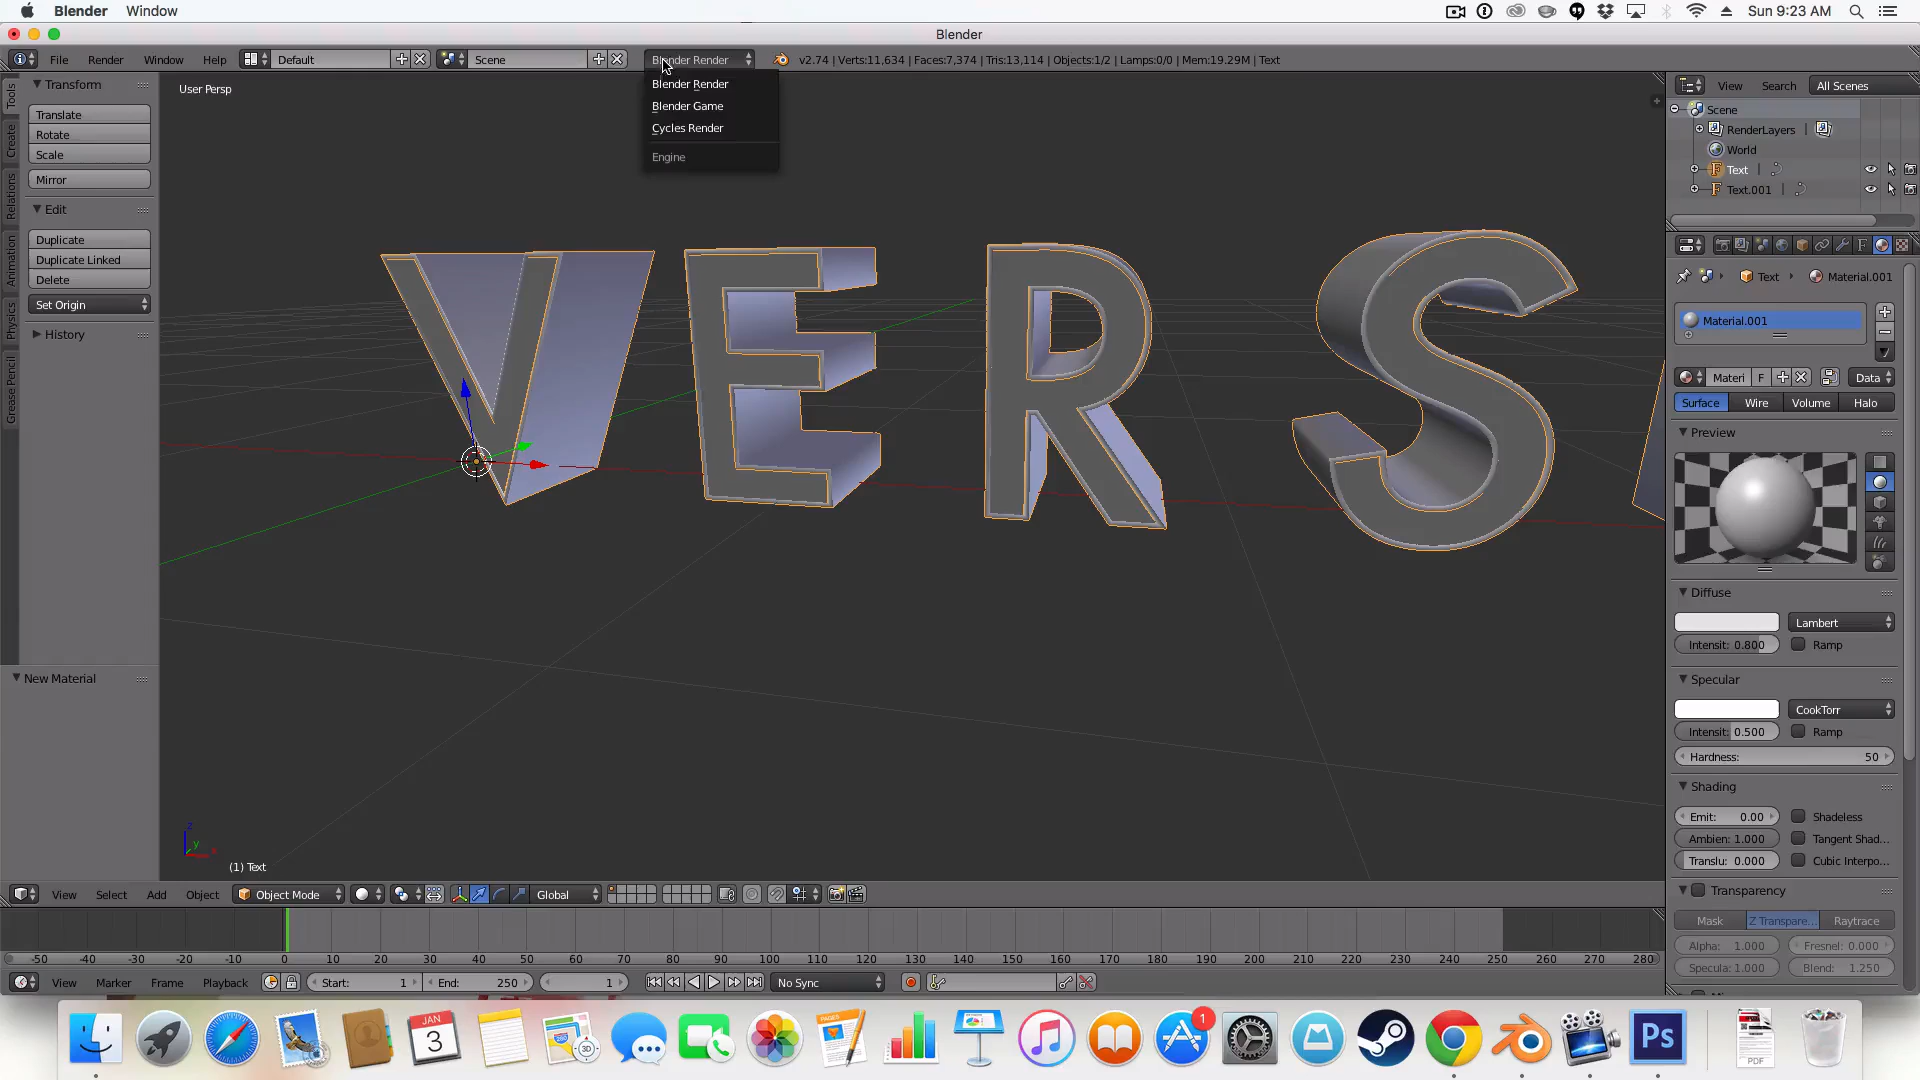 Blender Window
Sun 9:23 AM
Blender
File Render Window Help Default Scene Blender Render v2.74 | Verts:11,634 | Faces:7,374 | Tris:13,114 | Objects:1/2 | Lamps:0/0 | Mem:19.29M | Text
Blender Render
Blender Game
Cycles Render
Engine
Tools
Create
Relations
Animation
Physics
Grease Pencil
Transform
Translate
Rotate
Scale
Mirror
Edit
Duplicate
Duplicate Linked
Delete
Set Origin
History
New Material
User Persp
VERS
z
y
x
(1) Text
View Search All Scenes
Scene
RenderLayers
World
Text
Text.001
Text Material.001
Material.001
Materi F Data
Surface Wire Volume Halo
Preview
Diffuse
Lambert
Intensit: 0.800 Ramp
Specular
CookTorr
Intensit: 0.500 Ramp
Hardness: 50
Shading
Emit: 0.00 Shadeless
Ambien: 1.000 Tangent Shad...
Translu: 0.000 Cubic Interpo...
Transparency
Mask Z Transpare... Raytrace
Alpha: 1.000 Fresnel: 0.000
Specula: 1.000 Blend: 1.250
View Select Add Object Object Mode Global
-50 -40 -30 -20 -10 0 10 20 30 40 50 60 70 80 90 100 110 120 130 140 150 160 170 180 190 200 210 220 230 240 250 260 270 280
View Marker Frame Playback Start: 1 End: 250 1 No Sync
JAN
3
3D
PAGES
1
Ps
PDF